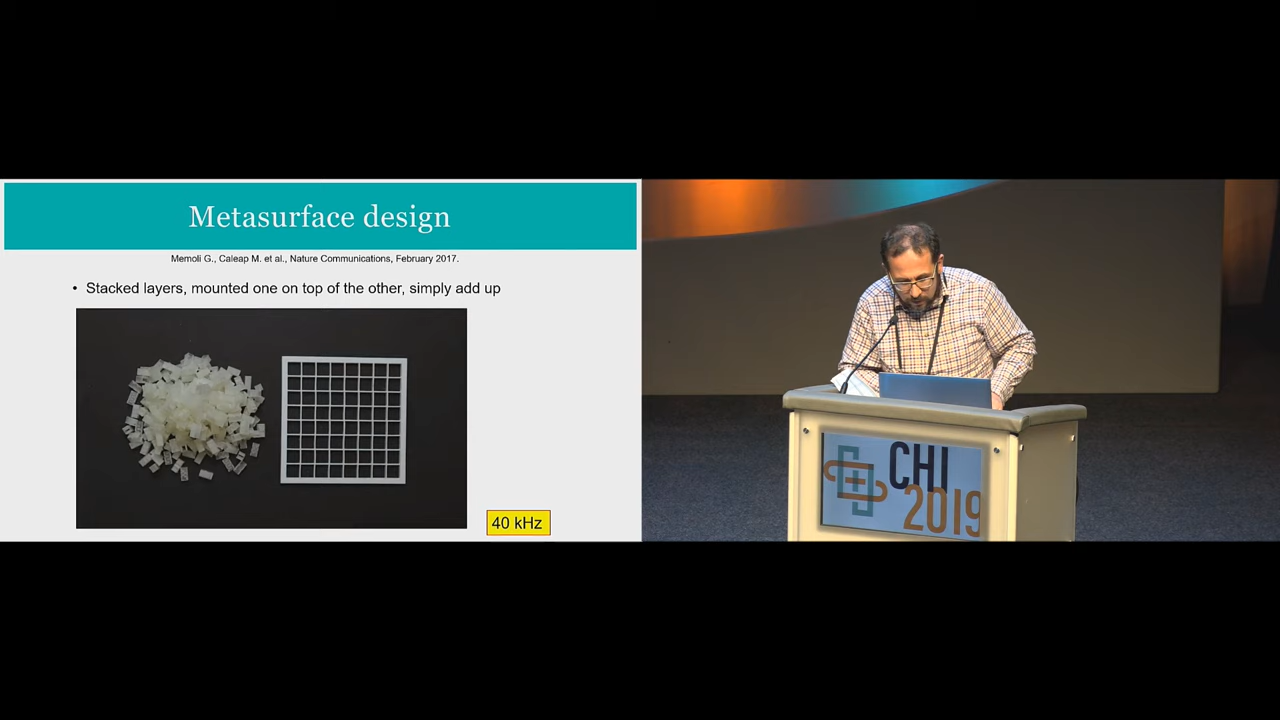 Metasurface design
Memoli G., Caleap M. et al., Nature Communications, February 2017.
• Stacked layers, mounted one on top of the other, simply add up
40 kHz
CHI
2019